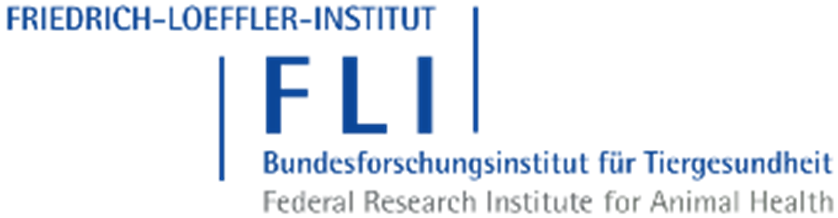 FRIEDRICH-LOEFFLER-INSTITUT
FLI
Bundesforschungsinstitut für Tiergesundheit
Federal Research Institute for Animal Health